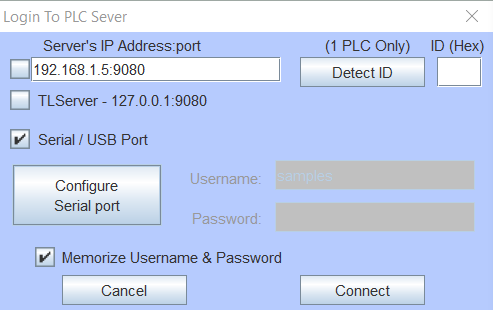 Login To PLC Sever
Server's IP Address:port (1 PLC Only) ID (Hex)
192.168.1.5:9080 Detect ID
TLServer - 127.0.0.1:9080
Serial / USB Port
Configure
Serial port
Username: samples
Password:
Memorize Username & Password
Cancel Connect